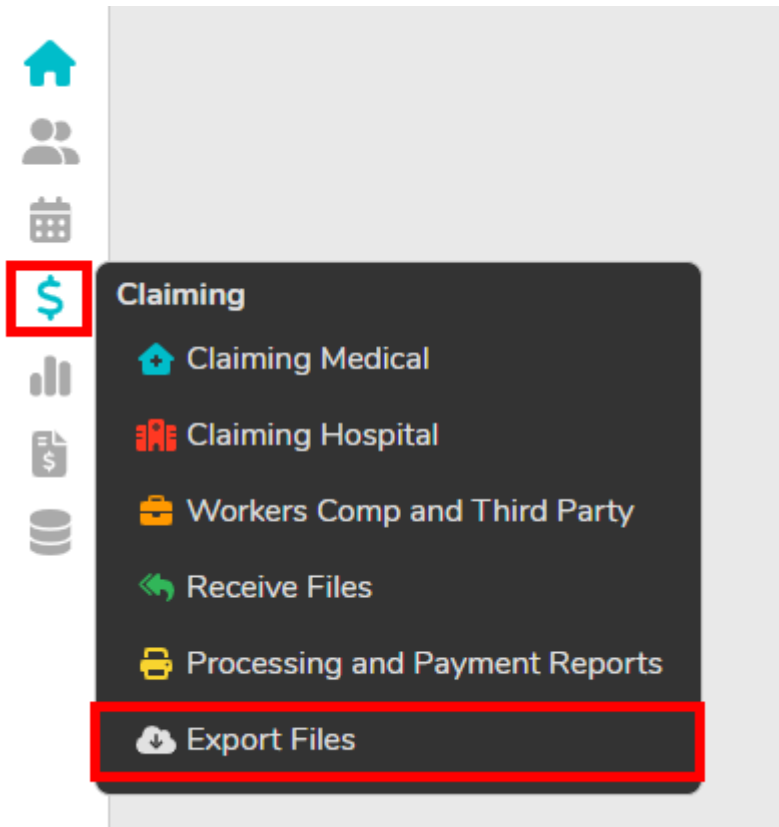 Claiming
Claiming Medical
Claiming Hospital
Workers Comp and Third Party
Receive Files
Processing and Payment Reports
Export Files